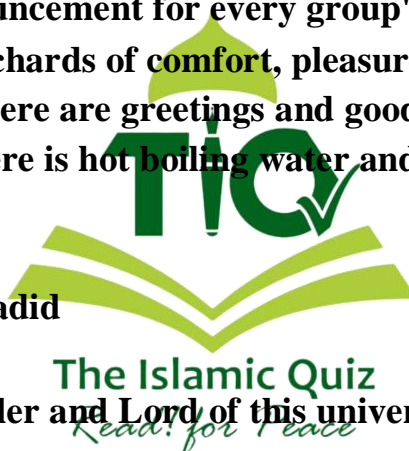 uncement for every group'
chards of comfort, pleasur
ere are greetings and good
ere is hot boiling water and
TIQ
adid
The Islamic Quiz
ler and Lord of this univer
Read! for Peace